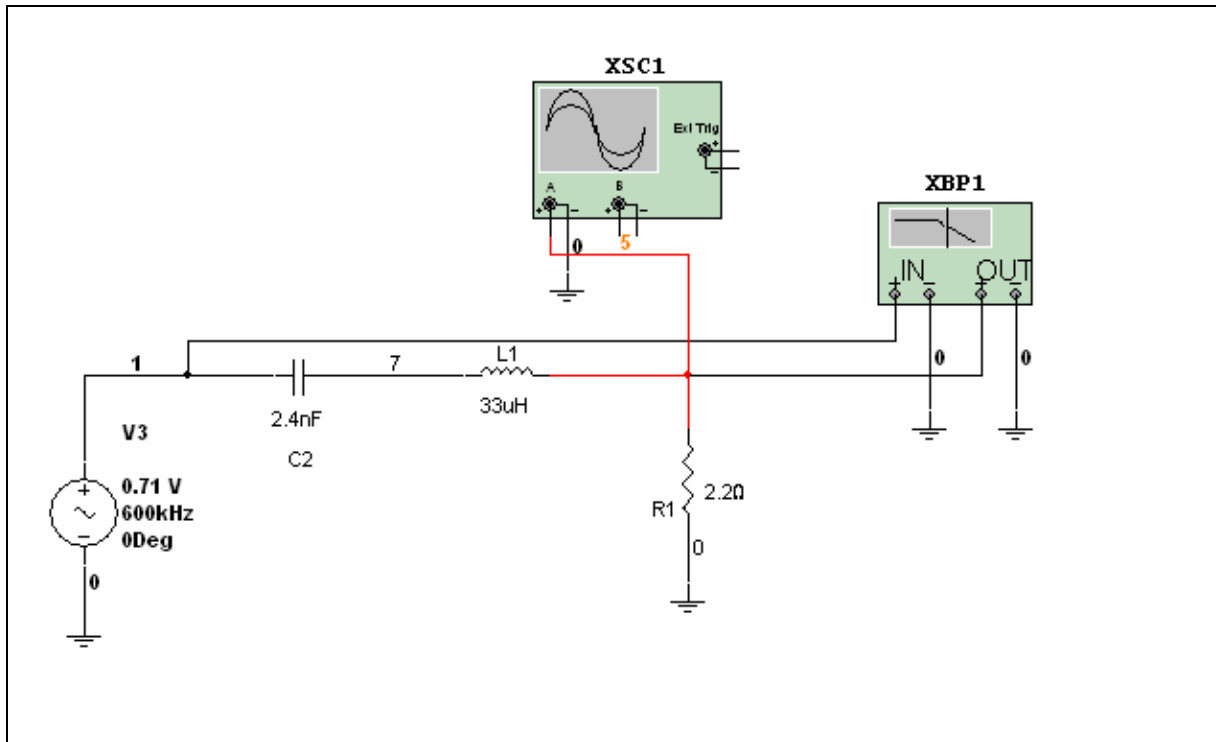 XSC1
Ext Trig
+
−
A
B
+
−
+
−
0
5
XBP1
IN
OUT
+
−
+
−
0
0
1
7
L1
33uH
2.4nF
C2
V3
0.71 V
600kHz
0Deg
+
−
0
2.2Ω
R1
0